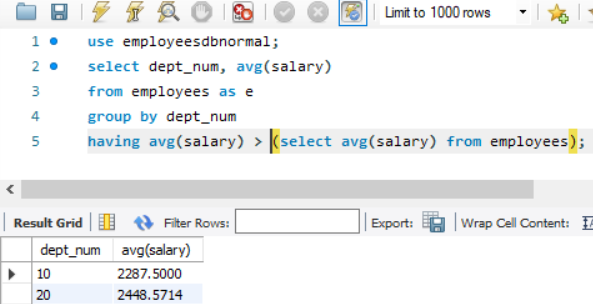 Limit to 1000 rows
1 use employeesdbnormal;
2 select dept_num, avg(salary)
3 from employees as e
4 group by dept_num
5 having avg(salary) > (select avg(salary) from employees);
Result Grid Filter Rows: Export: Wrap Cell Content:
dept_num avg(salary)
10 2287.5000
20 2448.5714